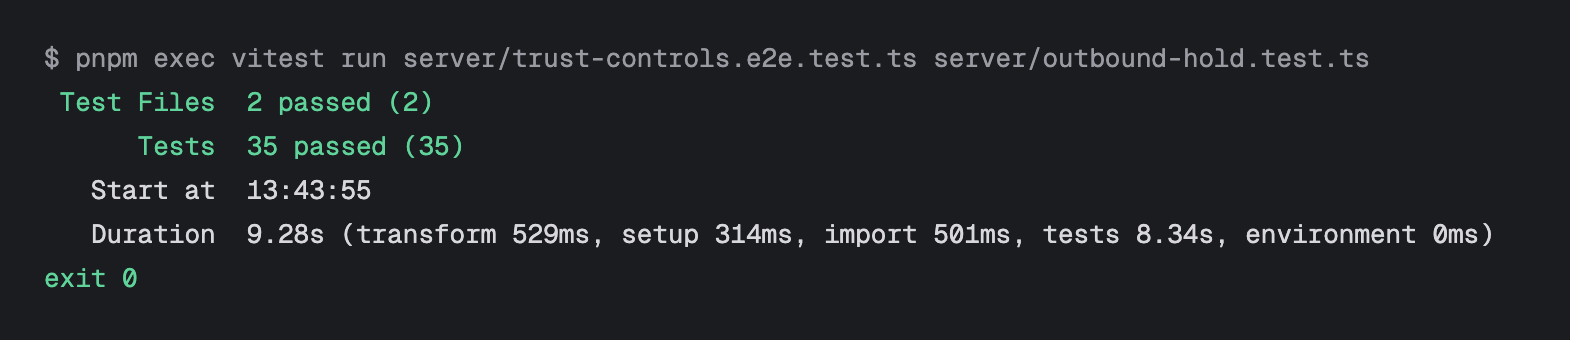 $ pnpm exec vitest run server/trust-controls.e2e.test.ts server/outbound-hold.test.ts
Test Files  2 passed (2)
Tests  35 passed (35)
Start at  13:43:55
Duration  9.28s (transform 529ms, setup 314ms, import 501ms, tests 8.34s, environment 0ms)
exit 0